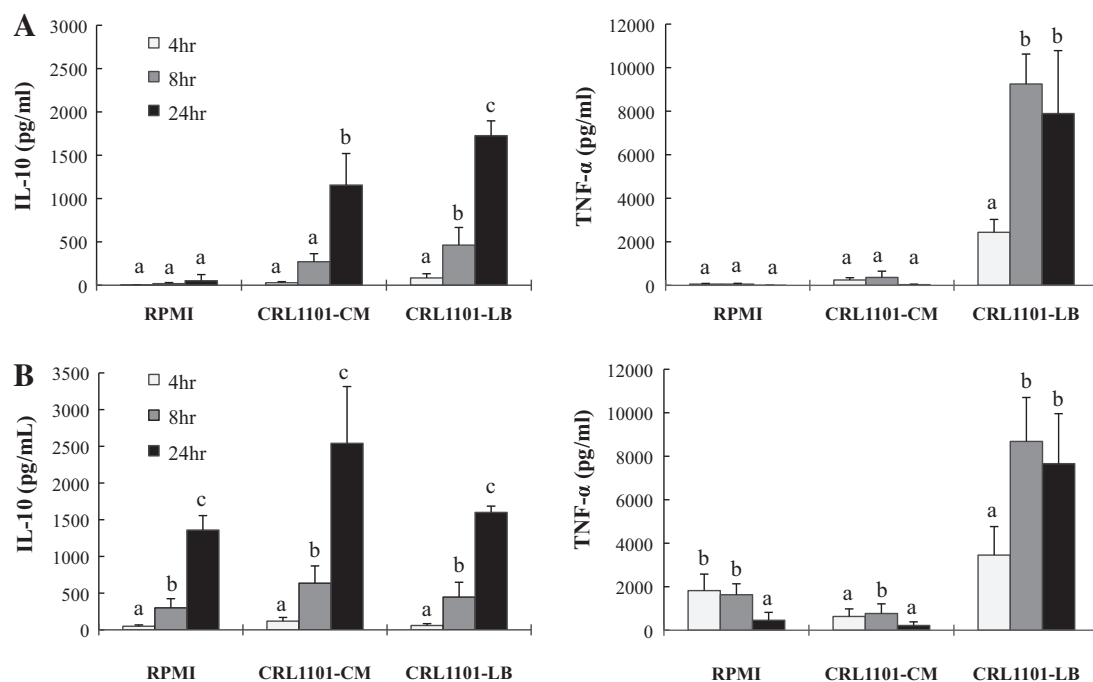 A
IL-10 (pg/ml)
3000
2500
2000
1500
1000
500
0
4hr
8hr
24hr
a a a
a a b
a b c
RPMI CRL1101-CM CRL1101-LB
TNF-α (pg/ml)
12000
10000
8000
6000
4000
2000
0
a a a
a a a
a b b
RPMI CRL1101-CM CRL1101-LB
B
IL-10 (pg/mL)
3500
3000
2500
2000
1500
1000
500
0
4hr
8hr
24hr
a b c
a b c
a b c
RPMI CRL1101-CM CRL1101-LB
TNF-α (pg/ml)
12000
10000
8000
6000
4000
2000
0
b b a
a b a
a b b
RPMI CRL1101-CM CRL1101-LB